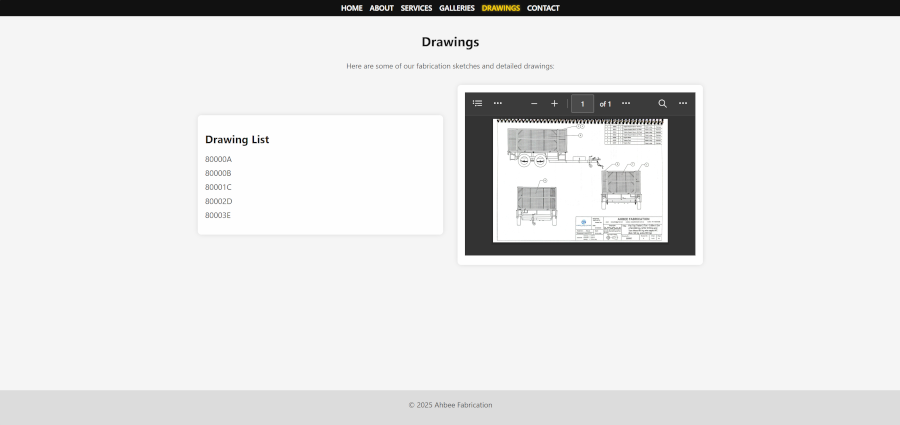 HOME ABOUT SERVICES GALLERIES DRAWINGS CONTACT
Drawings
Here are some of our fabrication sketches and detailed drawings:
Drawing List
80000A
80000B
80001C
80002D
80003E
1 of 1
AHBEE FABRICATION
© 2025 Ahbee Fabrication